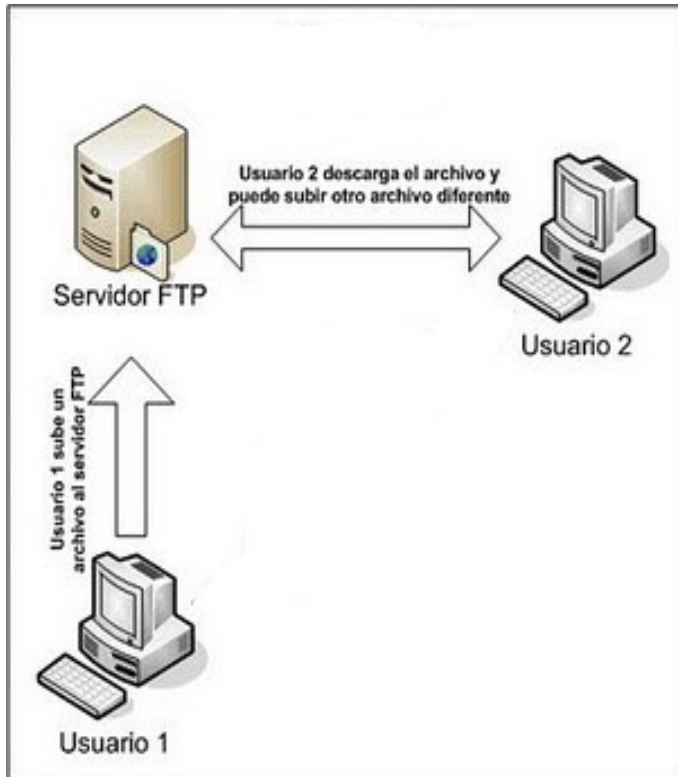 Usuario 2 descarga el archivo y
puede subir otro archivo diferente
Servidor FTP
Usuario 2
Usuario 1 sube un
archivo al servidor FTP
Usuario 1